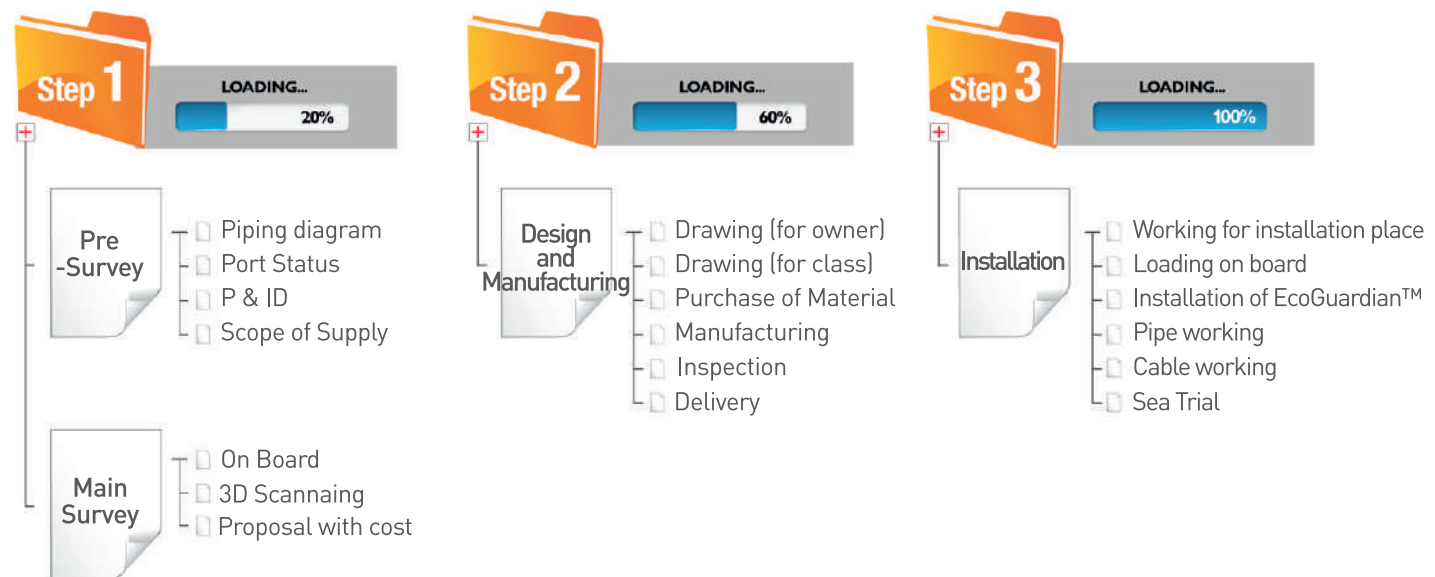 Step 1
LOADING...
20%
Pre
-Survey
Piping diagram
Port Status
P & ID
Scope of Supply
Main
Survey
On Board
3D Scannaing
Proposal with cost
Step 2
LOADING...
60%
Design
and
Manufacturing
Drawing (for owner)
Drawing (for class)
Purchase of Material
Manufacturing
Inspection
Delivery
Step 3
LOADING...
100%
Installation
Working for installation place
Loading on board
Installation of EcoGuardian™
Pipe working
Cable working
Sea Trial